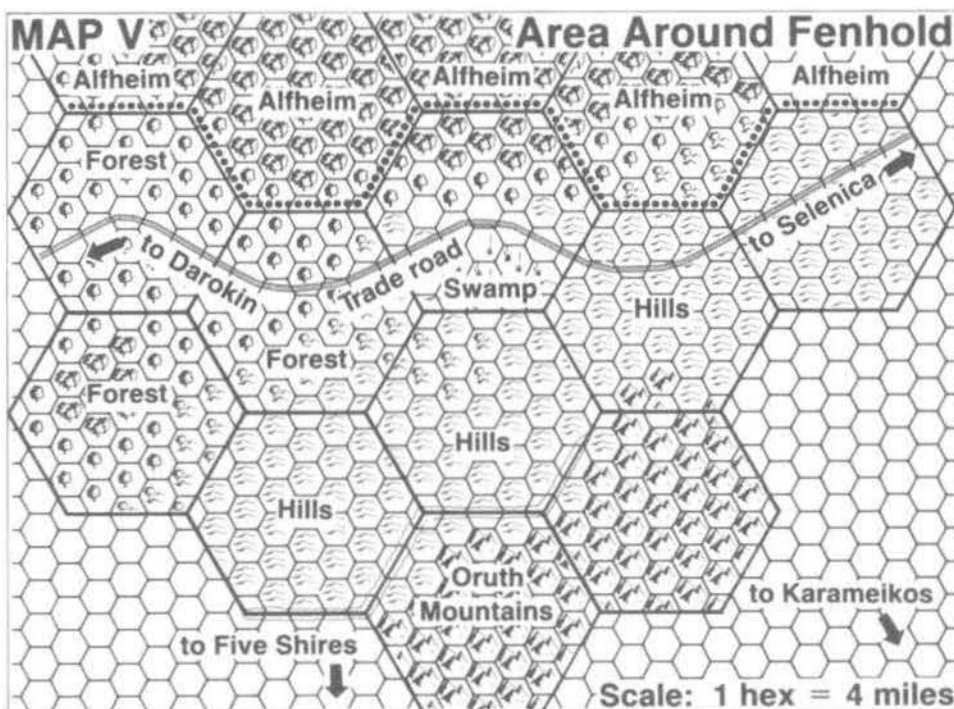 MAP V
Area Around Fenhold
Alfheim
Alfheim
Alfheim
Alfheim
Alfheim
Forest
to Darokin
Trade road
to Selenica
Swamp
Hills
Forest
Forest
Hills
Hills
Oruth
Mountains
to Karameikos
to Five Shires
Scale: 1 hex = 4 miles